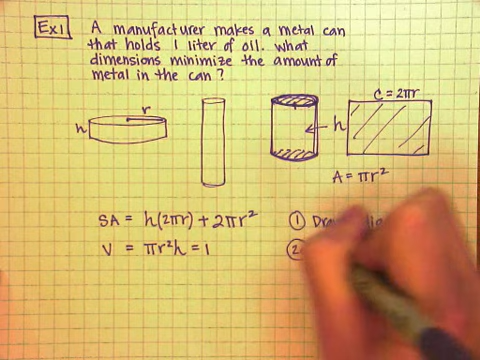 Ex1 A manufacturer makes a metal can
that holds 1 liter of oil. What
dimensions minimize the amount of
metal in the can?
r
h
h
C = 2πr
A = πr²
SA = h(2πr) + 2πr²
① Draw
V = πr²h = 1
②